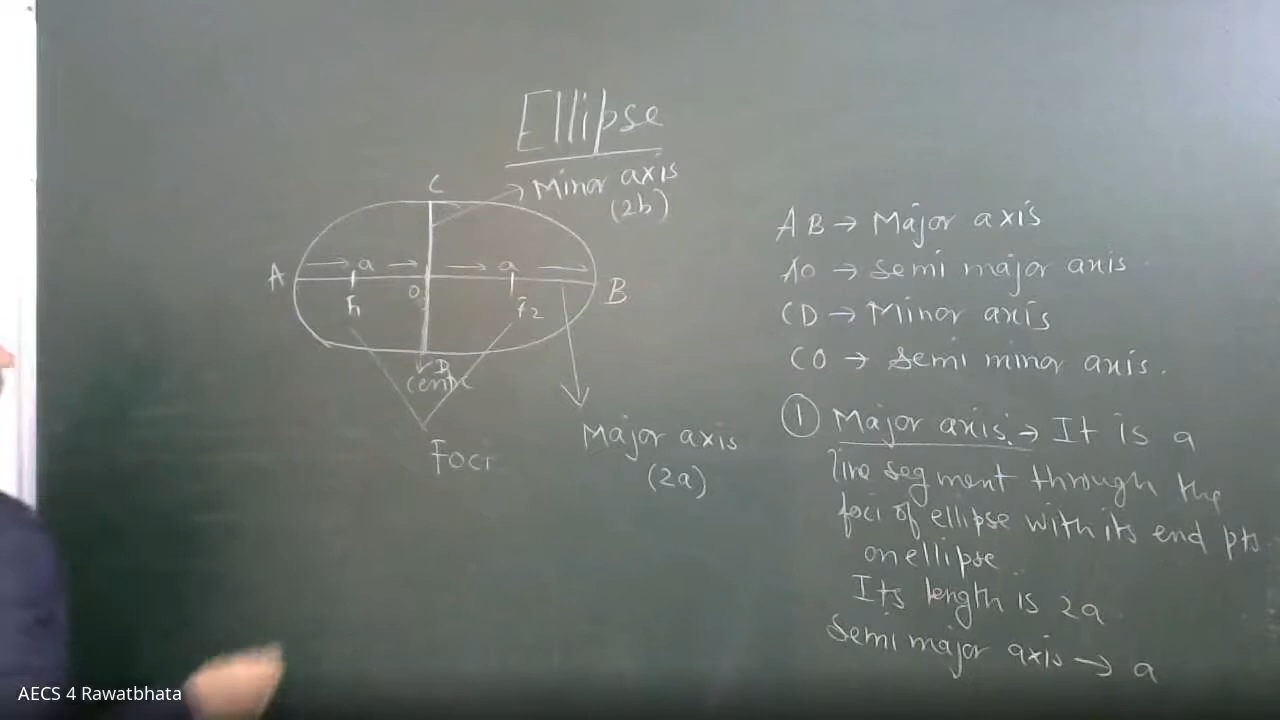 Ellipse
Minor axis
(2b)
C
A
a
a
B
F1
O
F2
D
Centre
Foci
Major axis
(2a)
AB → Major axis
AO → Semi major axis
CD → Minor axis
CO → Semi minor axis.
① Major axis: → It is a
line segment through the
foci of ellipse with its end pts
on ellipse
Its length is 2a
Semi major axis → a
AECS 4 Rawatbhata